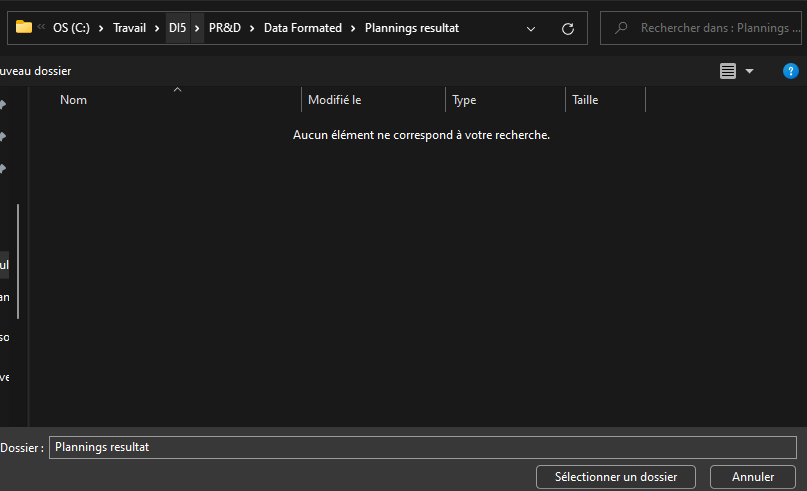 OS (C:) Travail DI5 PR&D Data Formated Plannings resultat Rechercher dans : Plannings ...
uveau dossier
Nom Modifié le Type Taille
Aucun élément ne correspond à votre recherche.
ul
an
so
ve
Dossier : Plannings resultat
Sélectionner un dossier Annuler